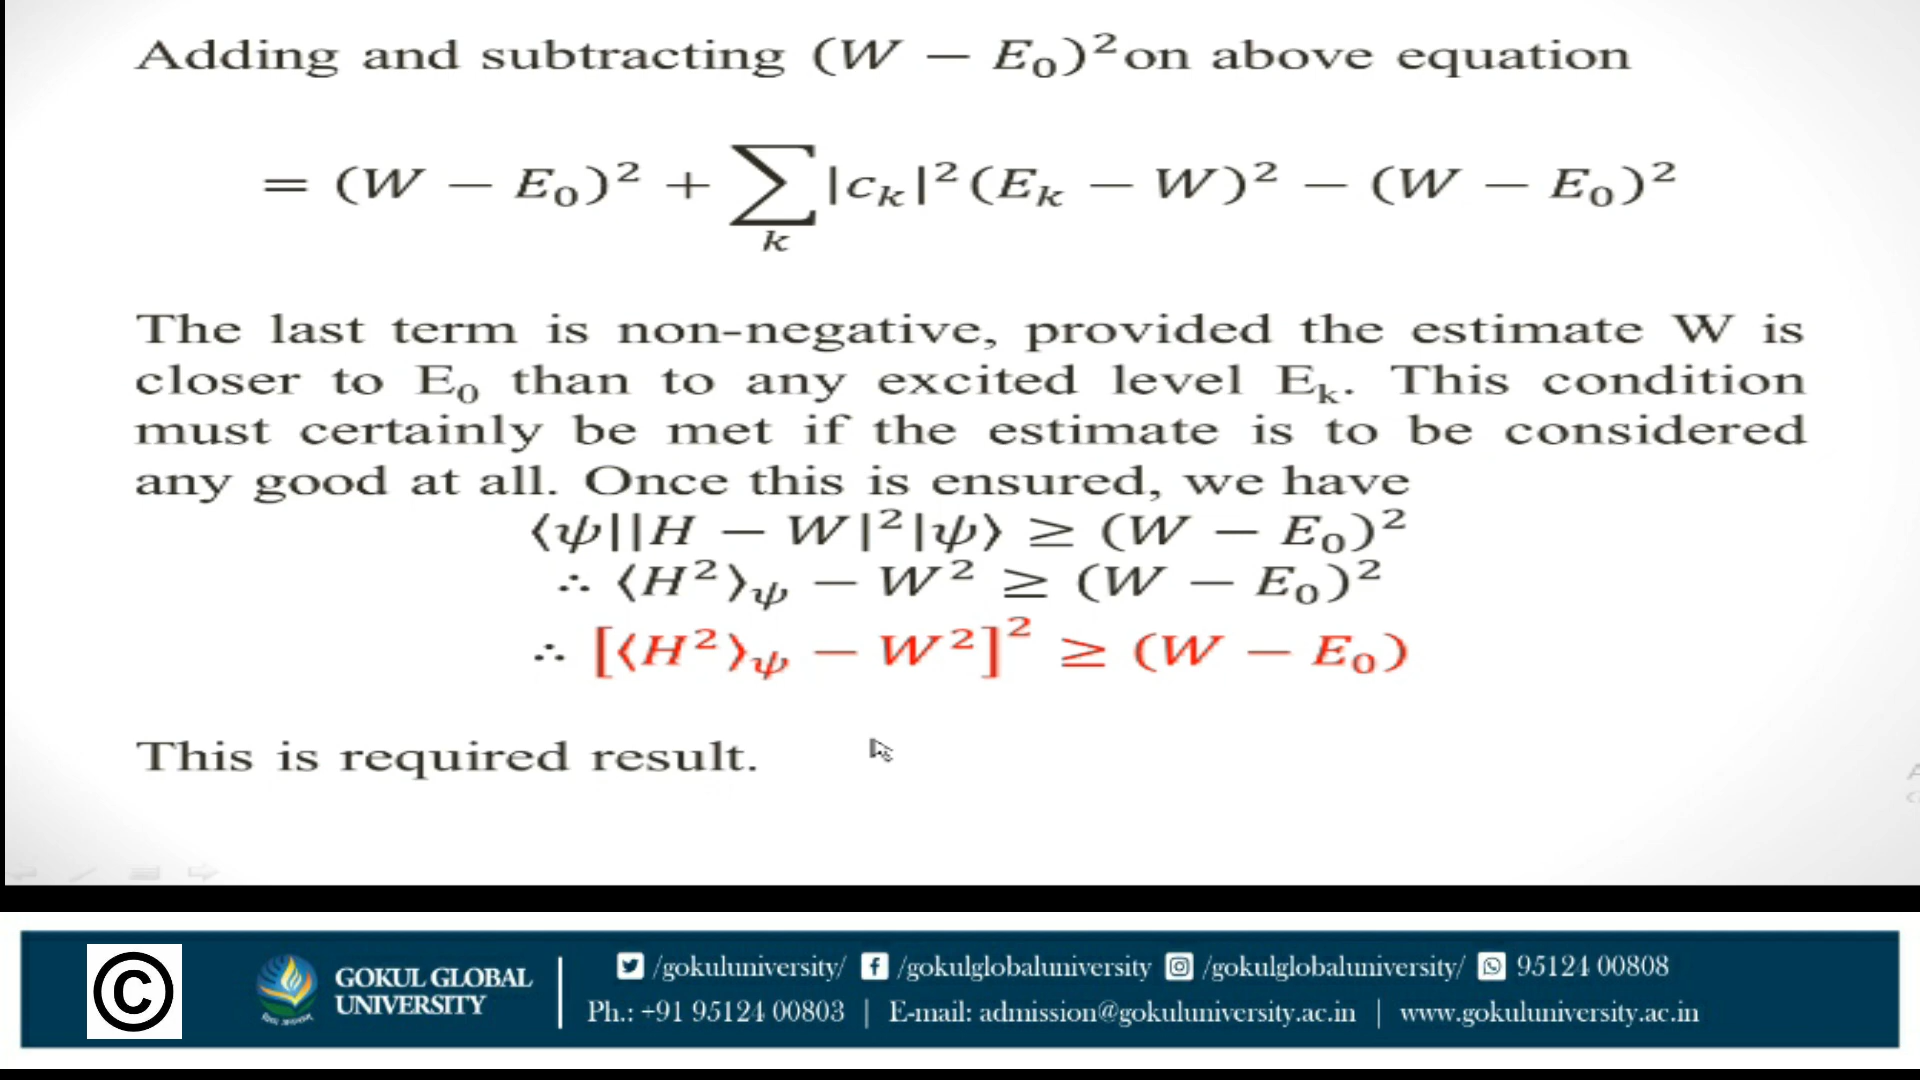 Adding and subtracting (W − E₀)² on above equation
= (W − E₀)² + ∑ₖ |cₖ|²(Eₖ − W)² − (W − E₀)²
The last term is non-negative, provided the estimate W is
closer to E₀ than to any excited level Eₖ. This condition
must certainly be met if the estimate is to be considered
any good at all. Once this is ensured, we have
⟨ψ||H − W|²|ψ⟩ ≥ (W − E₀)²
∴ ⟨H²⟩ψ − W² ≥ (W − E₀)²
∴ [⟨H²⟩ψ − W²]² ≥ (W − E₀)
This is required result.
©
GOKUL GLOBAL
UNIVERSITY
/gokuluniversity/ /gokulglobaluniversity /gokulglobaluniversity/ 95124 00808
Ph.: +91 95124 00803 | E-mail: admission@gokuluniversity.ac.in | www.gokuluniversity.ac.in